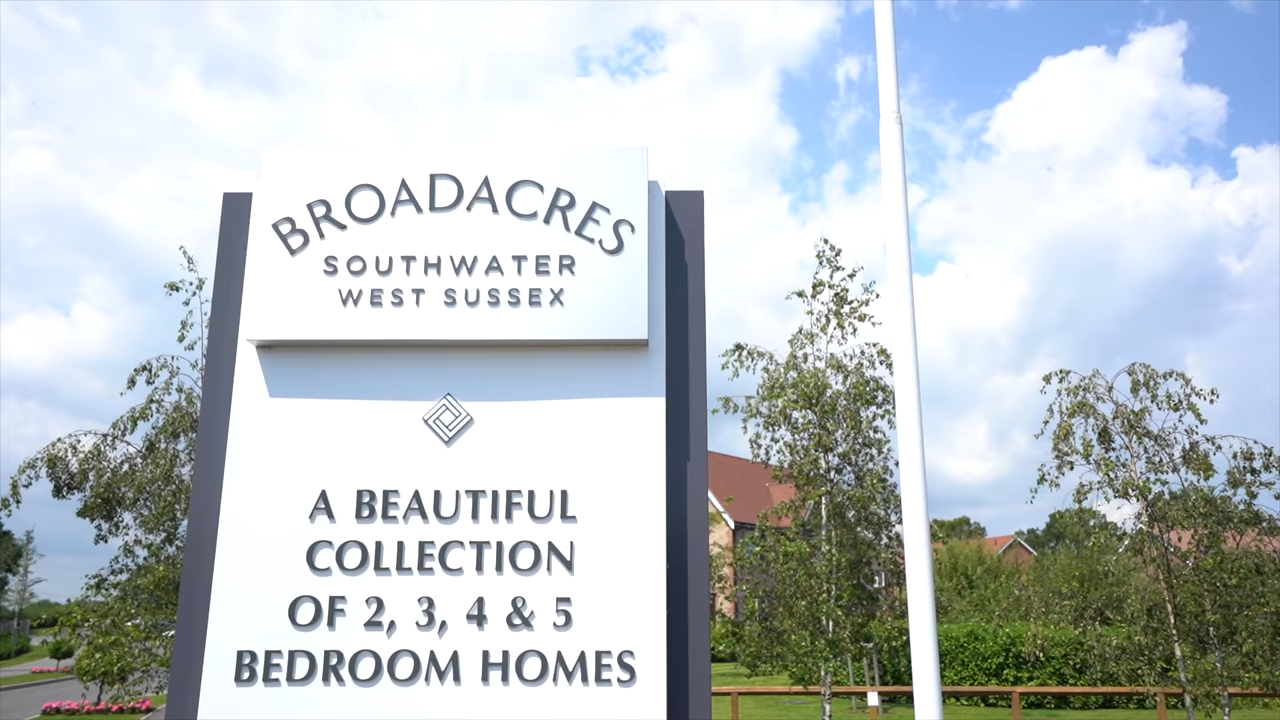 BROADACRES
SOUTHWATER
WEST SUSSEX
A BEAUTIFUL
COLLECTION
OF 2, 3, 4 & 5
BEDROOM HOMES